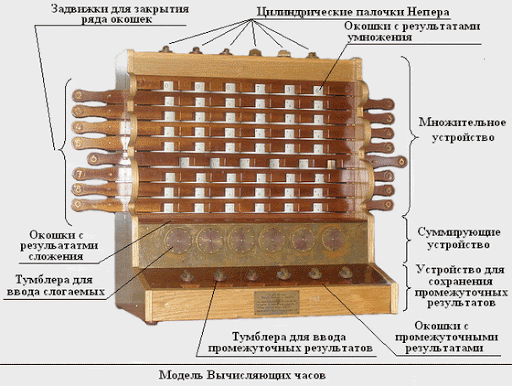 Задвижки для закрытия
ряда окошек
Цилиндрические палочки Непера
Окошки с результатами
умножения
Множительное
устройство
Окошки с
результатами
сложения
Суммирующие
устройство
Тумблера для
ввода слогаемых
Устройство для
сохранения
промежуточных
результатов
Тумблера для ввода
промежуточных результатов
Окошки с
промежуточными
результатами
Модель Вычисляющих часов